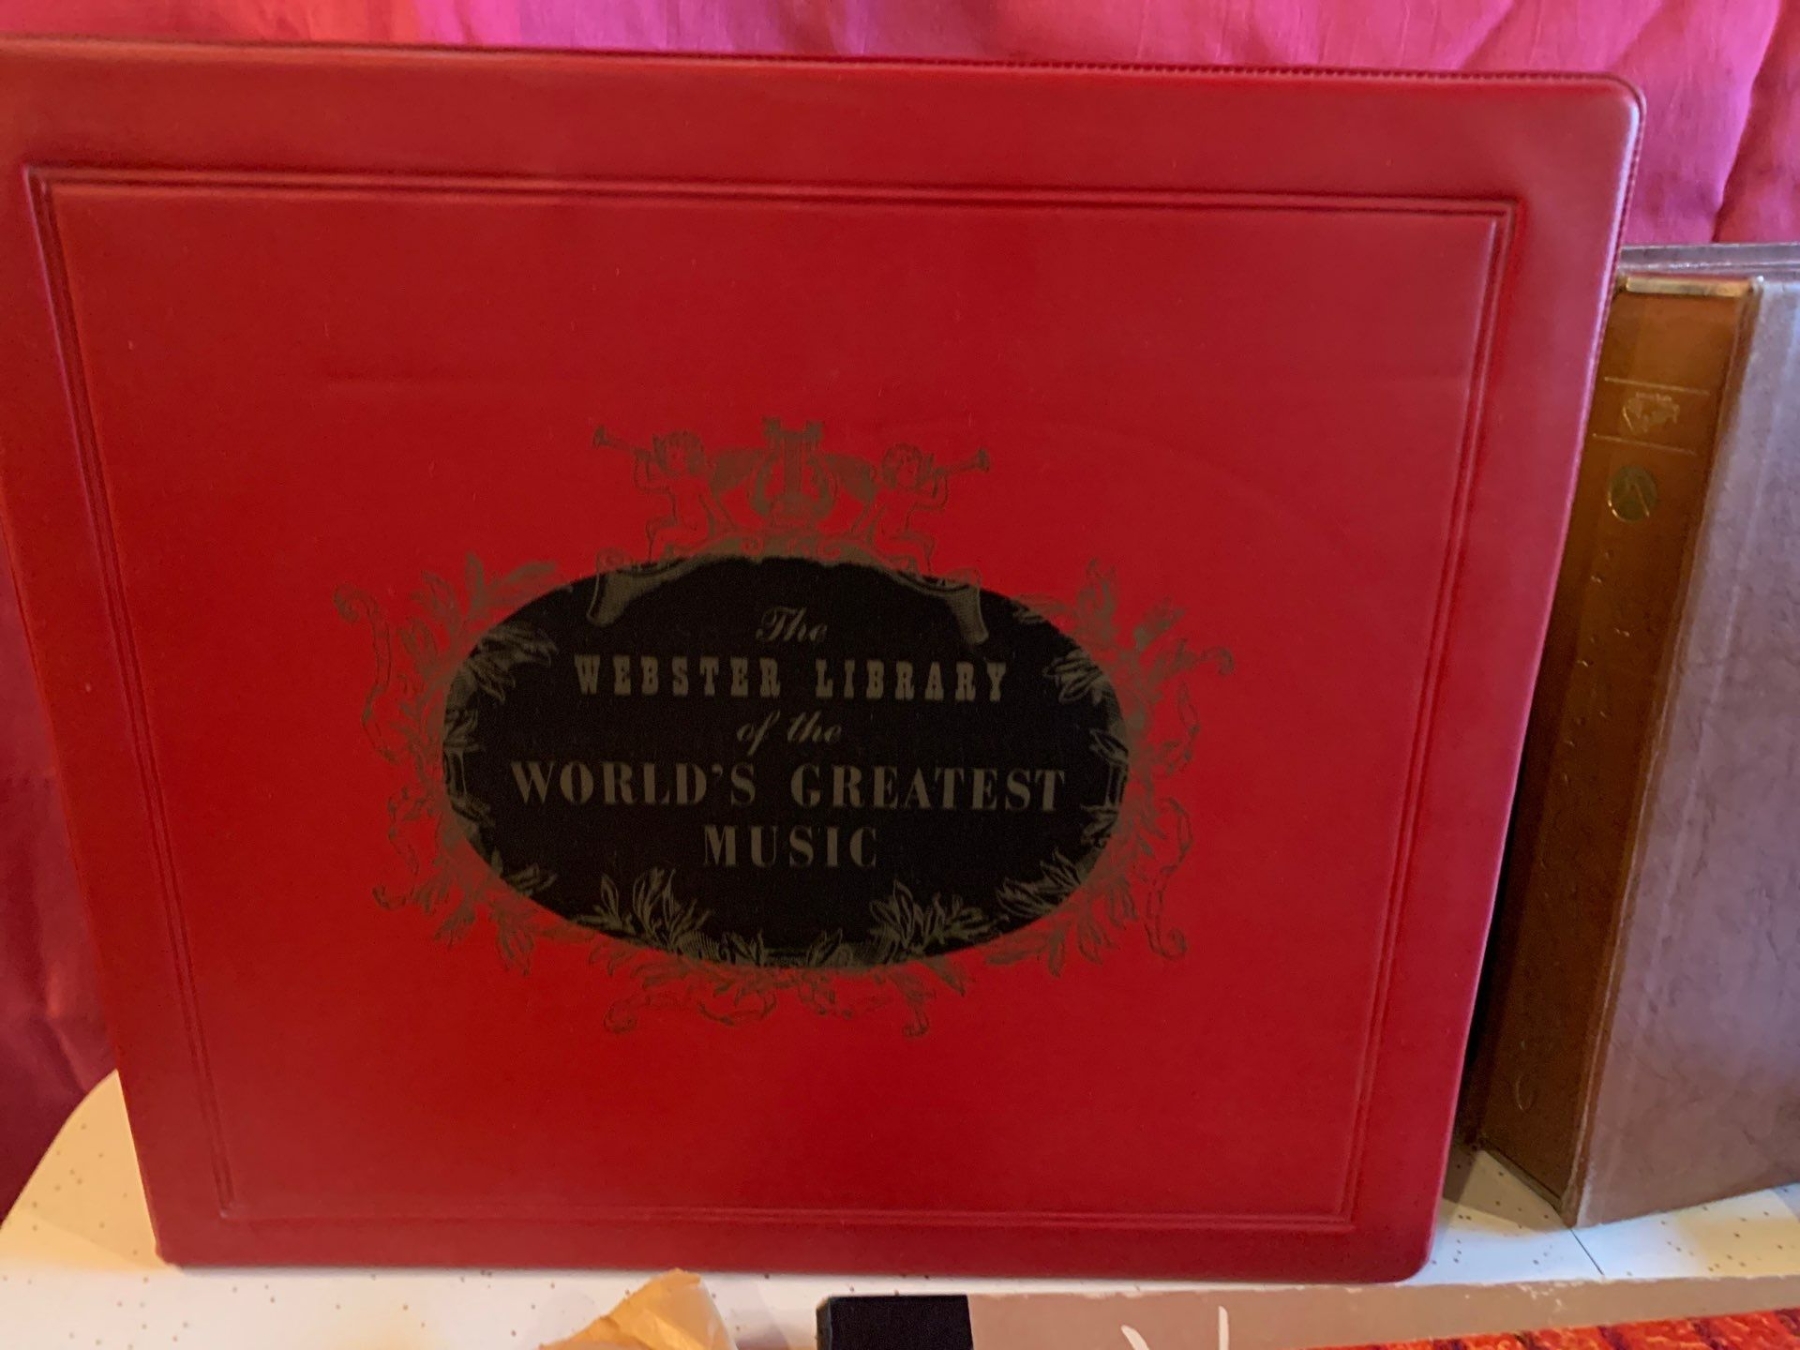 The
WEBSTER LIBRARY
of the
WORLD'S GREATEST
MUSIC